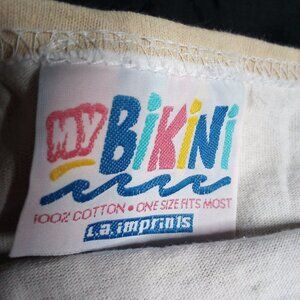 MY BIKINI
100% COTTON • ONE SIZE FITS MOST
L.A. imprints